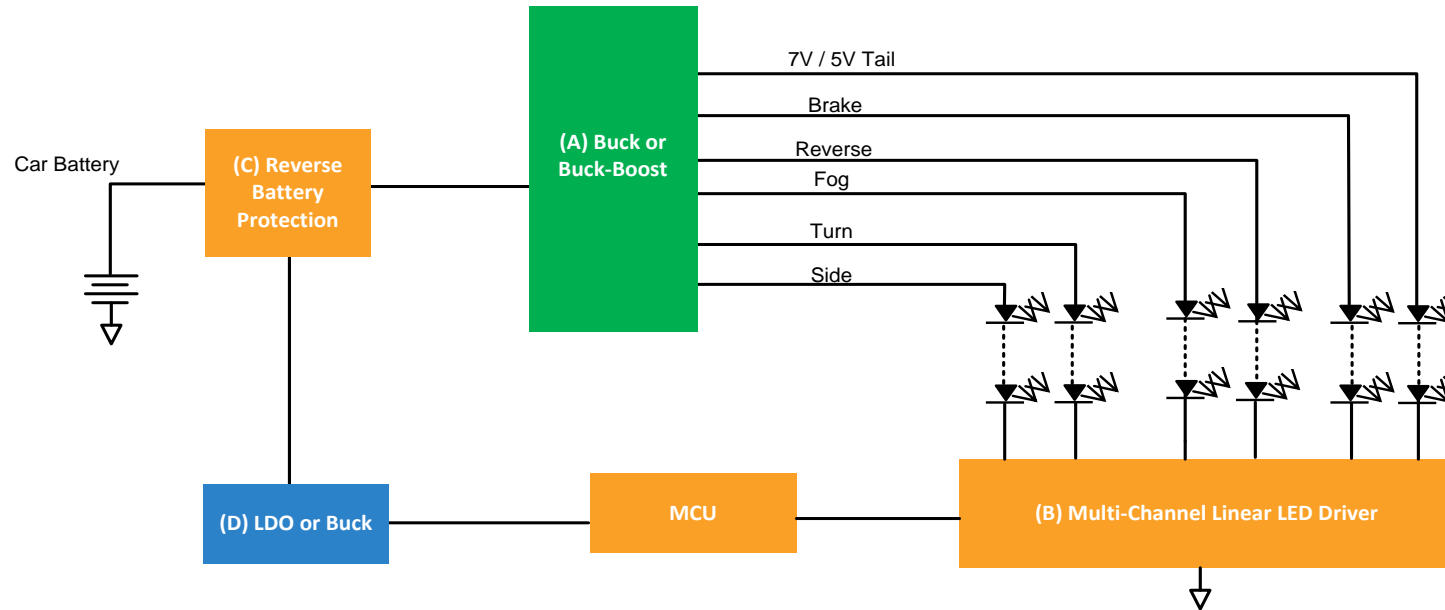 7V / 5V Tail
Brake
Reverse
Fog
Turn
Side
(A) Buck or
Buck-Boost
Car Battery
(C) Reverse
Battery
Protection
(D) LDO or Buck
MCU
(B) Multi-Channel Linear LED Driver